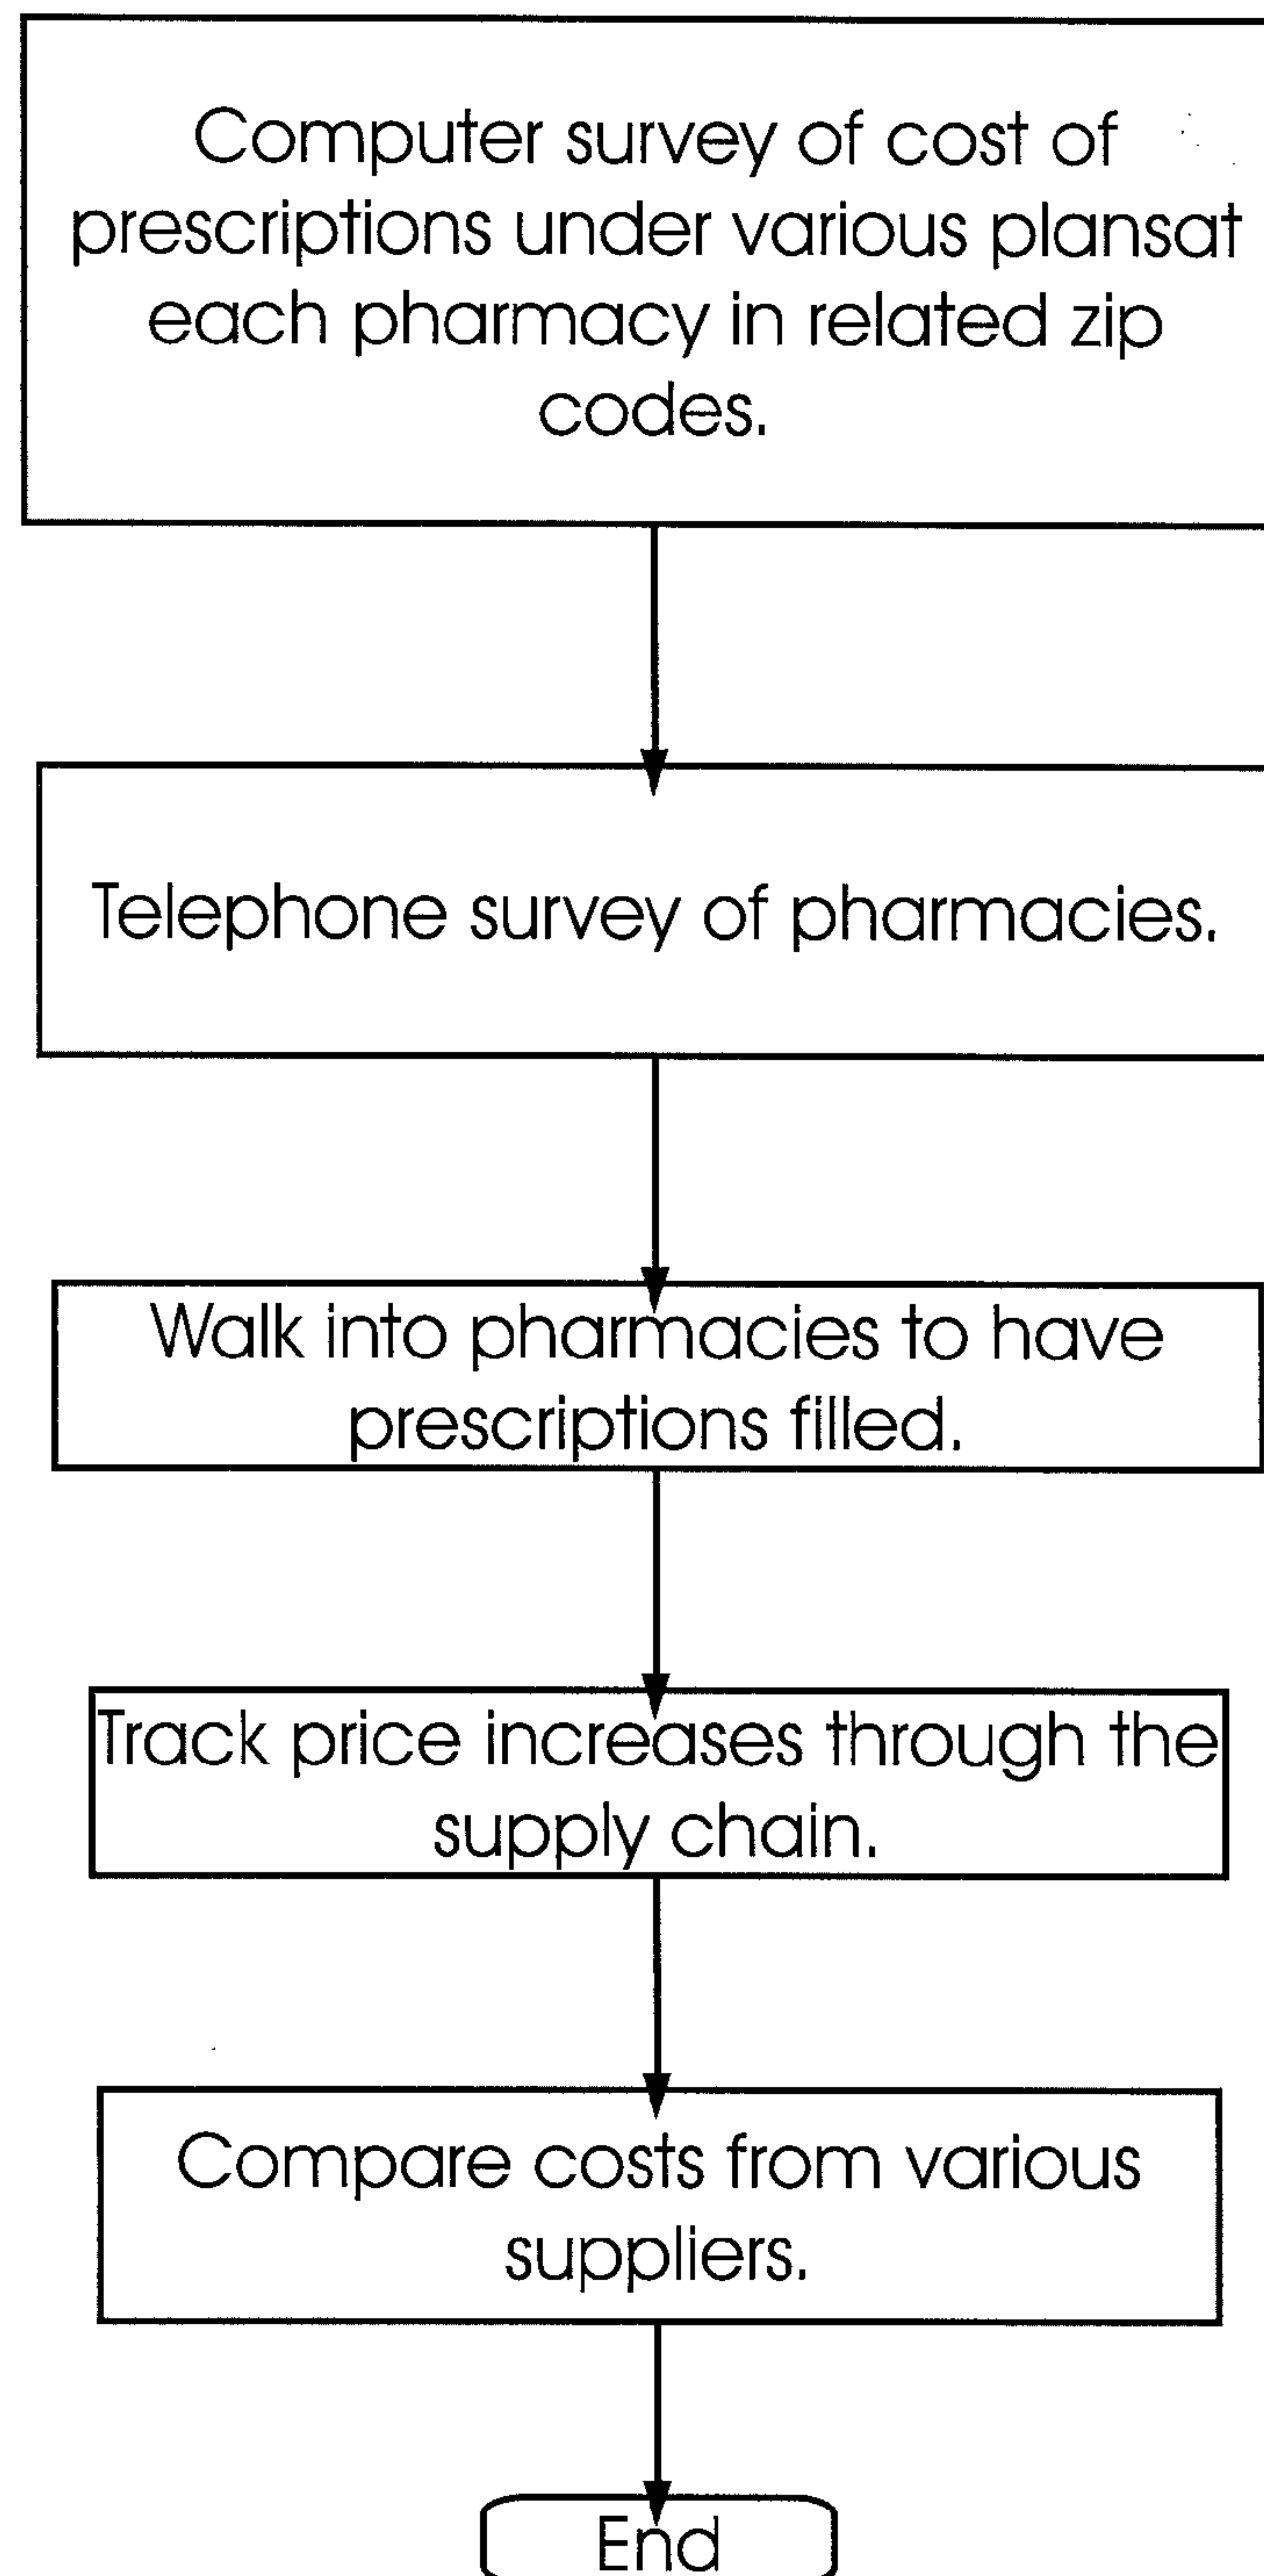 Computer survey of cost of
prescriptions under various plansat
each pharmacy in related zip
codes.
Telephone survey of pharmacies.
Walk into pharmacies to have
prescriptions filled.
Track price increases through the
supply chain.
Compare costs from various
suppliers.
End